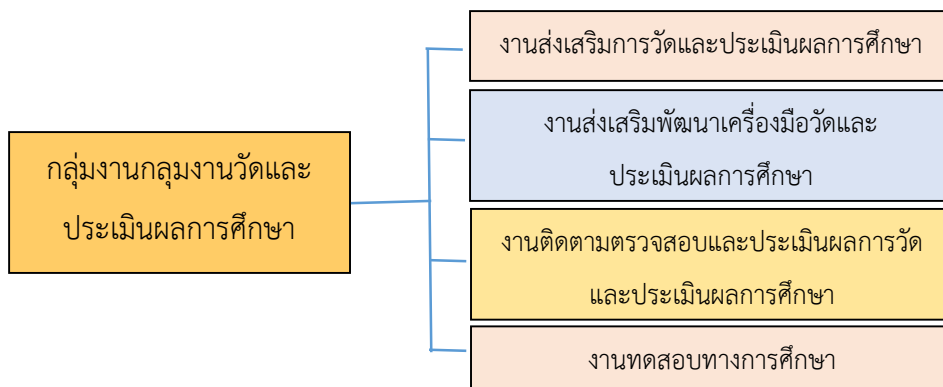 กลุ่มงานกลุมงานวัดและ
ประเมินผลการศึกษา
งานส่งเสริมการวัดและประเมินผลการศึกษา
งานส่งเสริมพัฒนาเครื่องมือวัดและ
ประเมินผลการศึกษา
งานติดตามตรวจสอบและประเมินผลการวัด
และประเมินผลการศึกษา
งานทดสอบทางการศึกษา